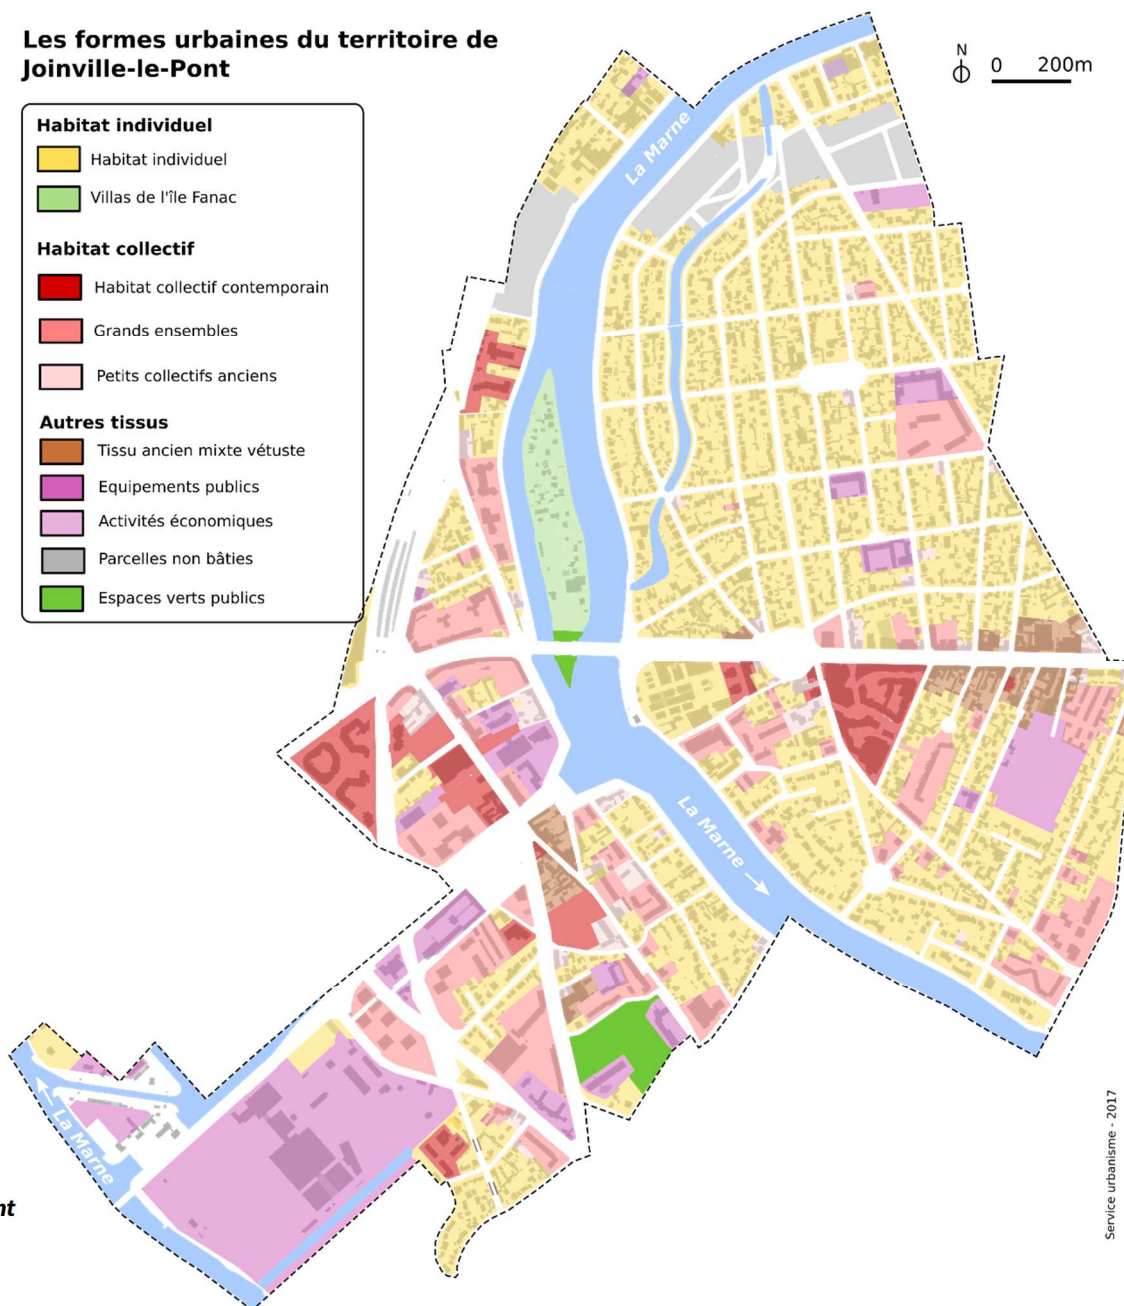 Les formes urbaines du territoire de
Joinville-le-Pont
N
0 200m
Habitat individuel
Habitat individuel
Villas de l'île Fanac
Habitat collectif
Habitat collectif contemporain
Grands ensembles
Petits collectifs anciens
Autres tissus
Tissu ancien mixte vétuste
Equipements publics
Activités économiques
Parcelles non bâties
Espaces verts publics
La Marne
La Marne
La Marne
nt
Service urbanisme - 2017